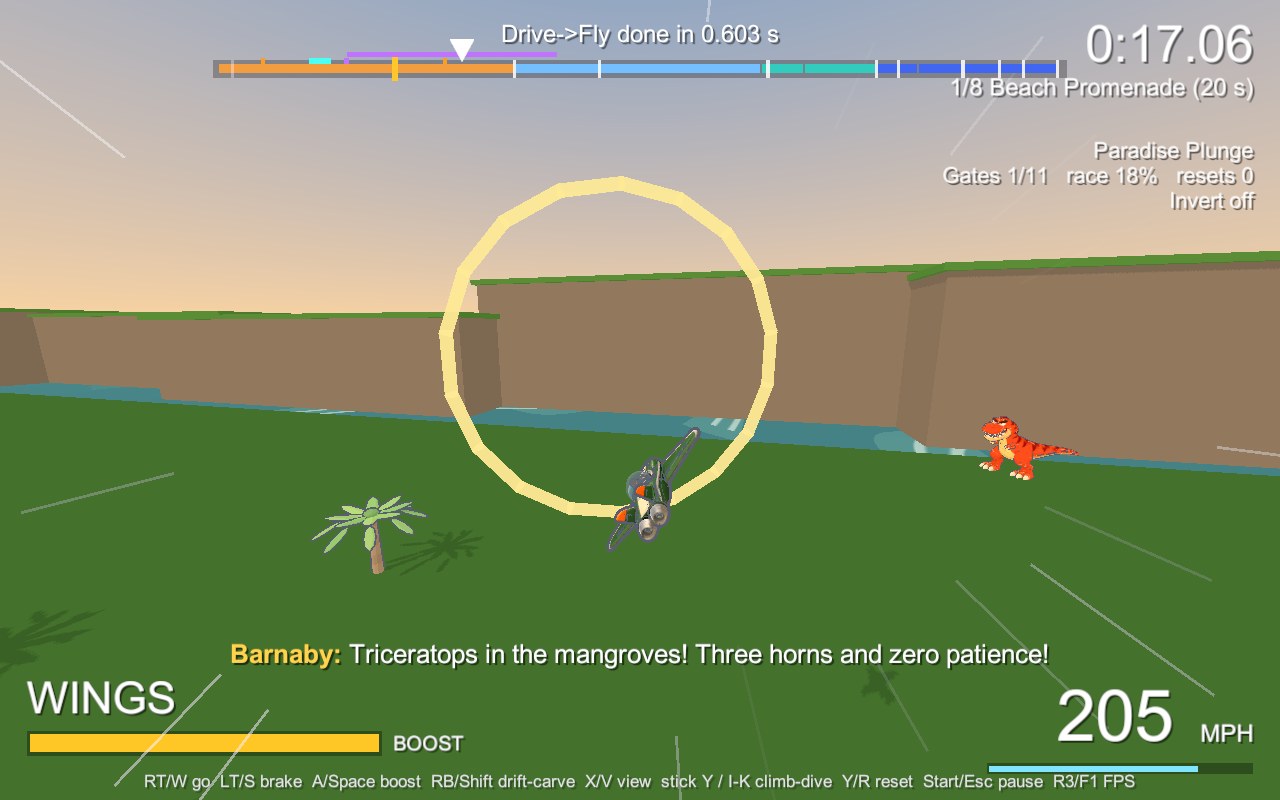 Drive->Fly done in 0.603 s
0:17.06
1/8 Beach Promenade (20 s)
Paradise Plunge
Gates 1/11 race 18% resets 0
Invert off
Barnaby: Triceratops in the mangroves! Three horns and zero patience!
WINGS
BOOST
205 MPH
RT/W go LT/S brake A/Space boost RB/Shift drift-carve X/V view stick Y / I-K climb-dive Y/R reset Start/Esc pause R3/F1 FPS